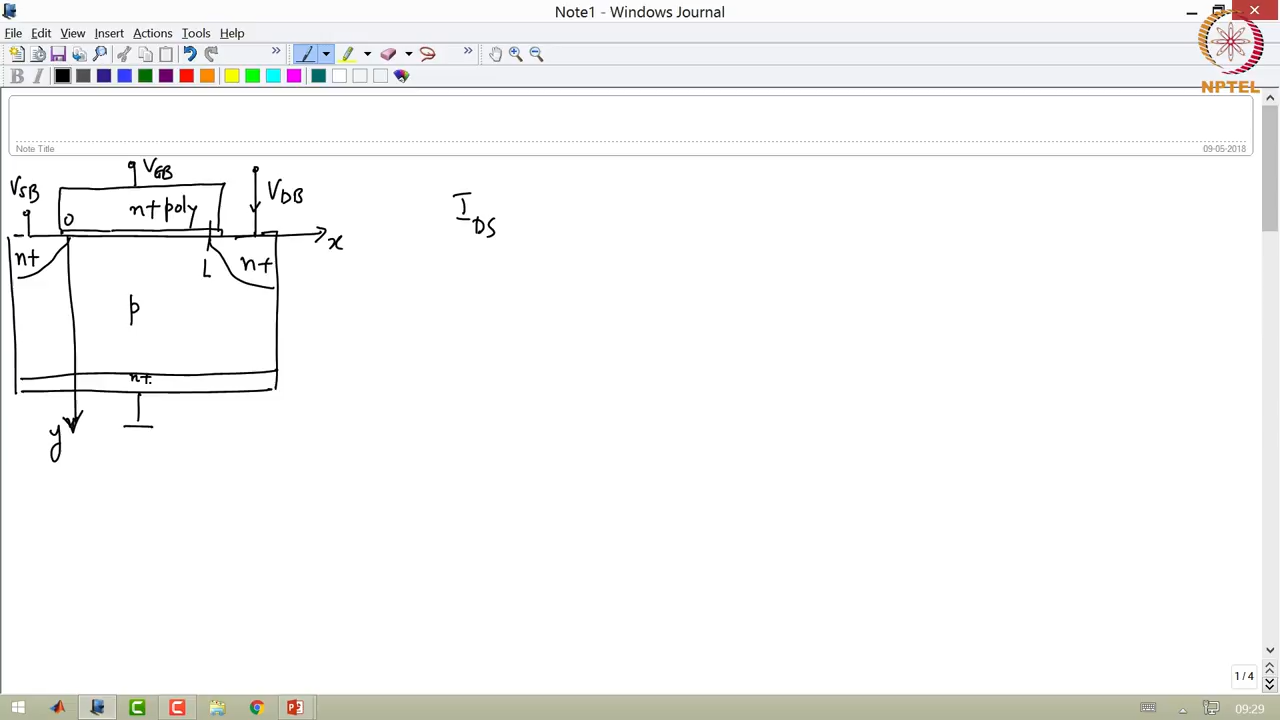 Note1 - Windows Journal
File Edit View Insert Actions Tools Help
NPTEL
Note Title
09-05-2018
VSB
VGB
VDB
n+ poly
0
x
n+
L
n+
p
n+
y
IDS
1 / 4
09:29